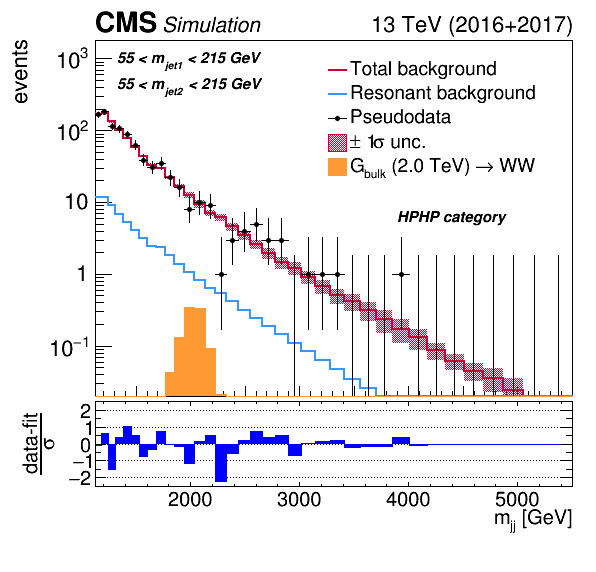 CMS Simulation 13 TeV (2016+2017)
events
10³
10²
10
1
10⁻¹
55 < m_jet1 < 215 GeV
55 < m_jet2 < 215 GeV
Total background
Resonant background
Pseudodata
± 1σ unc.
G_bulk (2.0 TeV) → WW
HPHP category
data-fit
σ
2
1
0
−1
−2
2000 3000 4000 5000
m_jj [GeV]